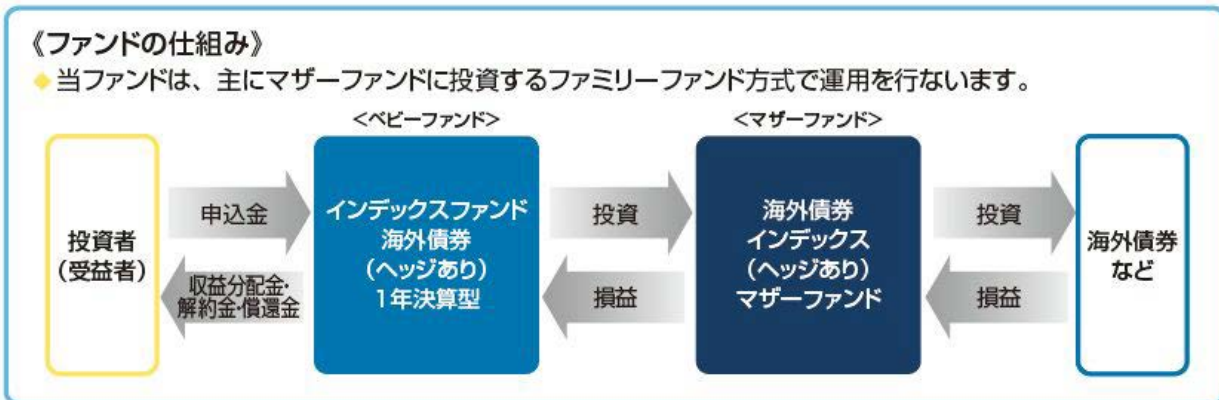 《ファンドの仕組み》
◆当ファンドは、主にマザーファンドに投資するファミリーファンド方式で運用を行ないます。
<ベビーファンド>
<マザーファンド>
投資者
(受益者)
申込金
収益分配金・
解約金・償還金
インデックスファンド
海外債券
(ヘッジあり)
1年決算型
投資
損益
海外債券
インデックス
(ヘッジあり)
マザーファンド
投資
損益
海外債券
など